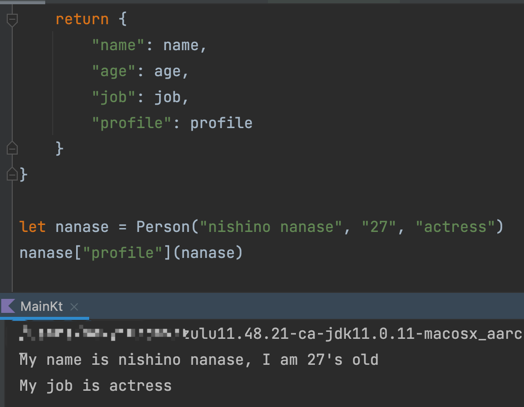 return {
"name": name,
"age": age,
"job": job,
"profile": profile
}
}
let nanase = Person("nishino nanase", "27", "actress")
nanase["profile"](nanase)
MainKt ×
zulu11.48.21-ca-jdk11.0.11-macosx_aarc
My name is nishino nanase, I am 27's old
My job is actress